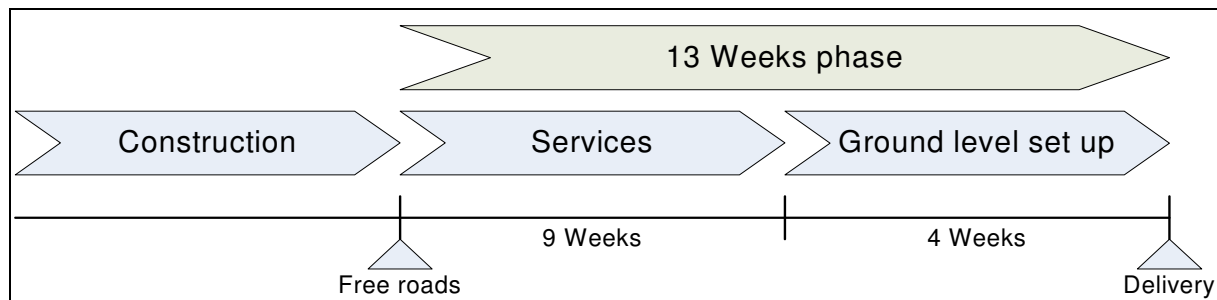 13 Weeks phase
Construction
Services
Ground level set up
9 Weeks
4 Weeks
Free roads
Delivery